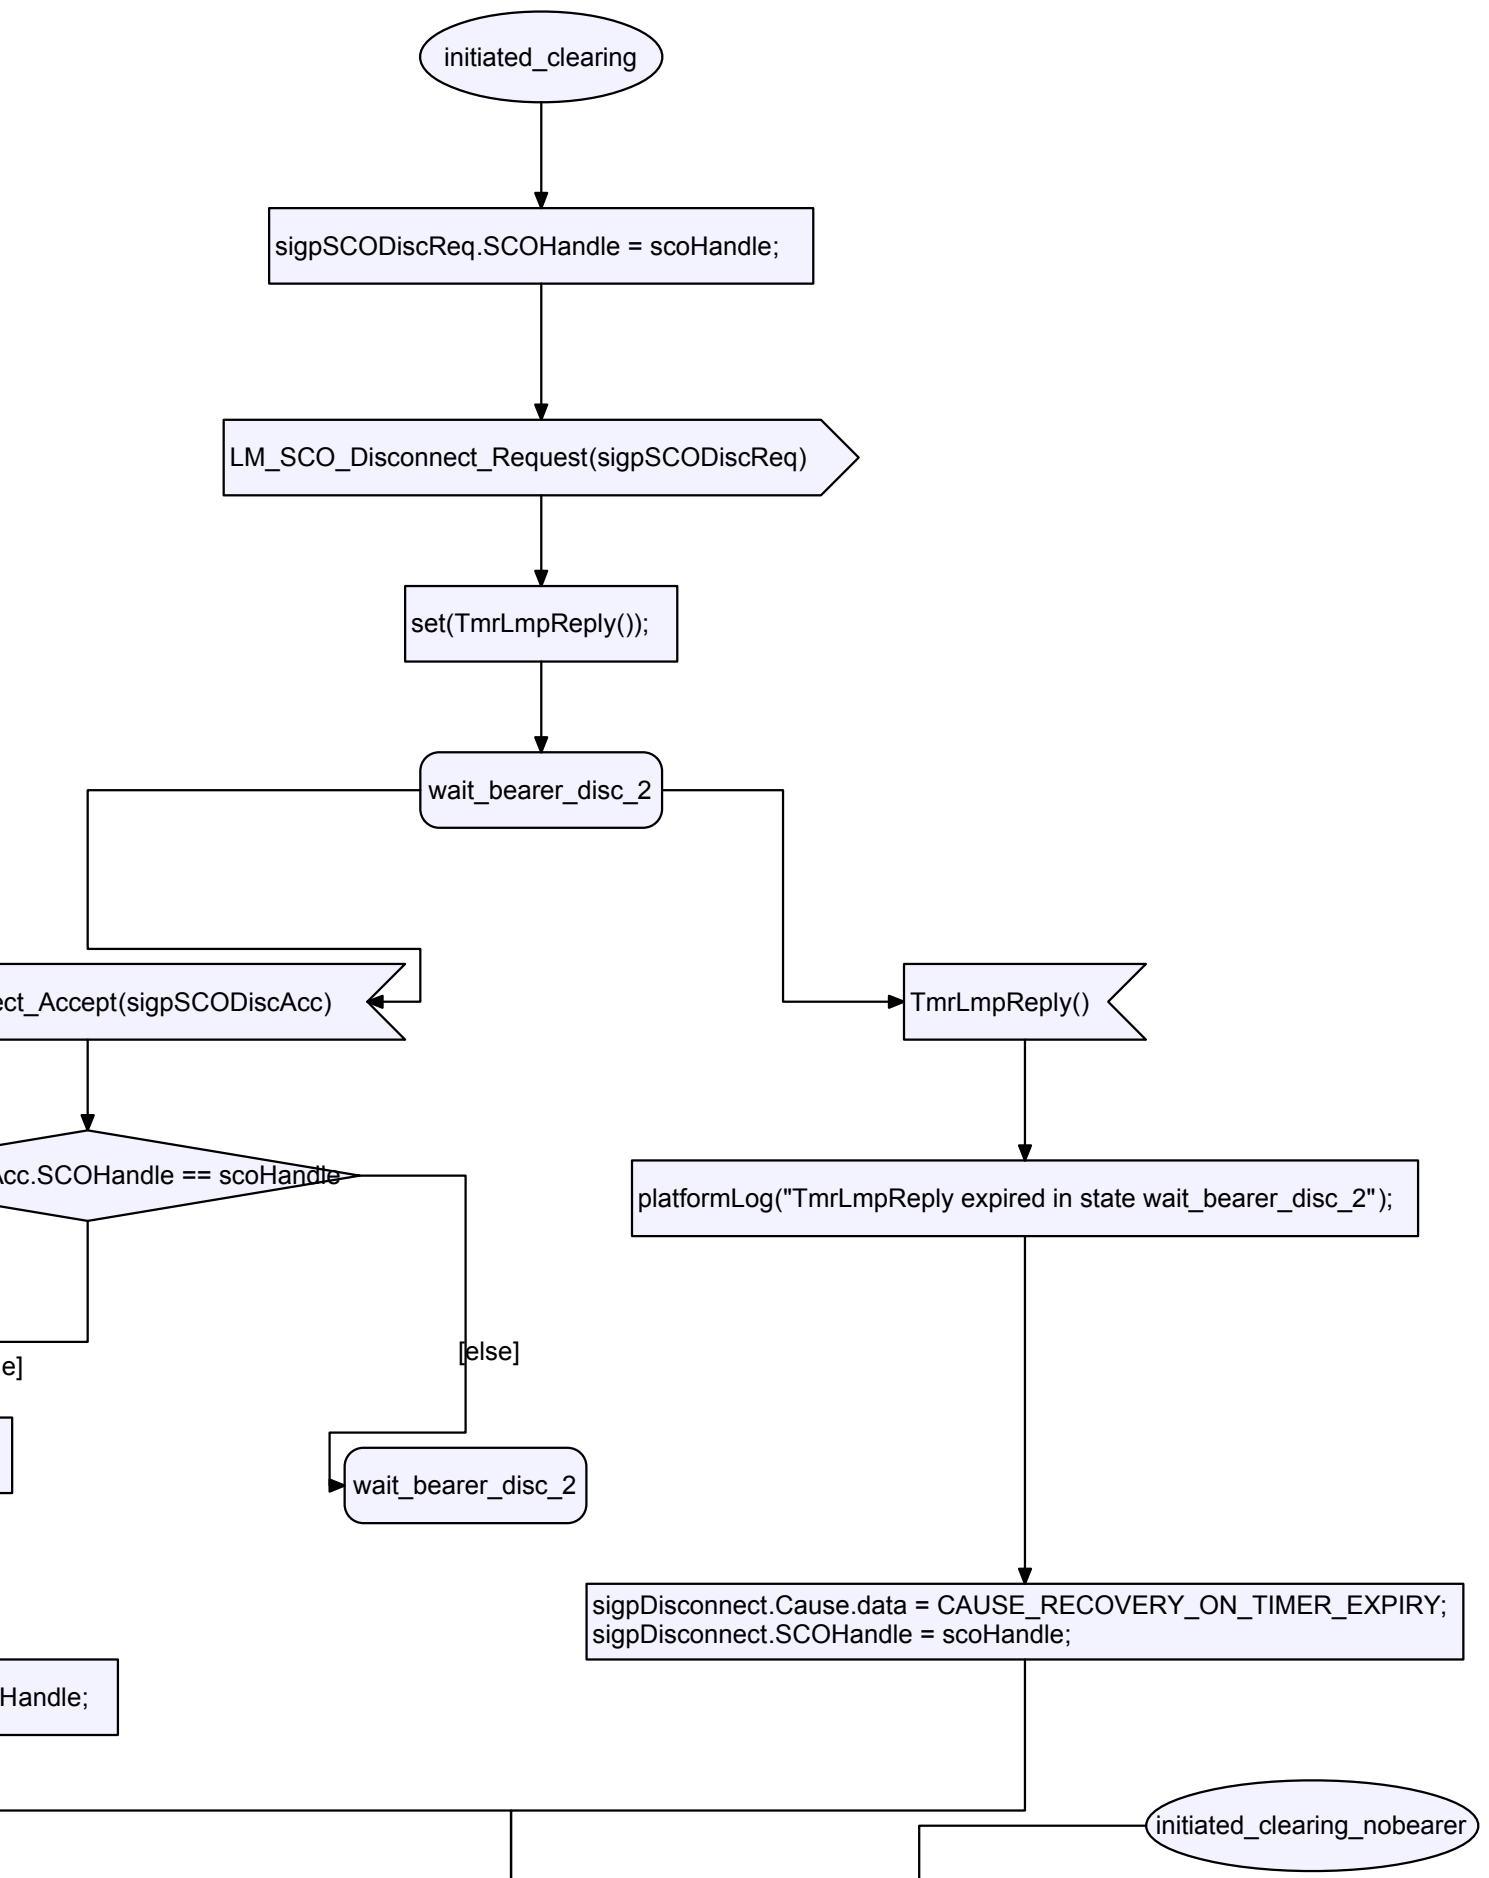 initiated_clearing
sigpSCODiscReq.SCOHandle = scoHandle;
LM_SCO_Disconnect_Request(sigpSCODiscReq)
set(TmrLmpReply());
wait_bearer_disc_2
ect_Accept(sigpSCODiscAcc)
TmrLmpReply()
Acc.SCOHandle == scoHandle
platformLog("TmrLmpReply expired in state wait_bearer_disc_2");
[else]
e]
wait_bearer_disc_2
sigpDisconnect.Cause.data = CAUSE_RECOVERY_ON_TIMER_EXPIRY;
sigpDisconnect.SCOHandle = scoHandle;
Handle;
initiated_clearing_nobearer